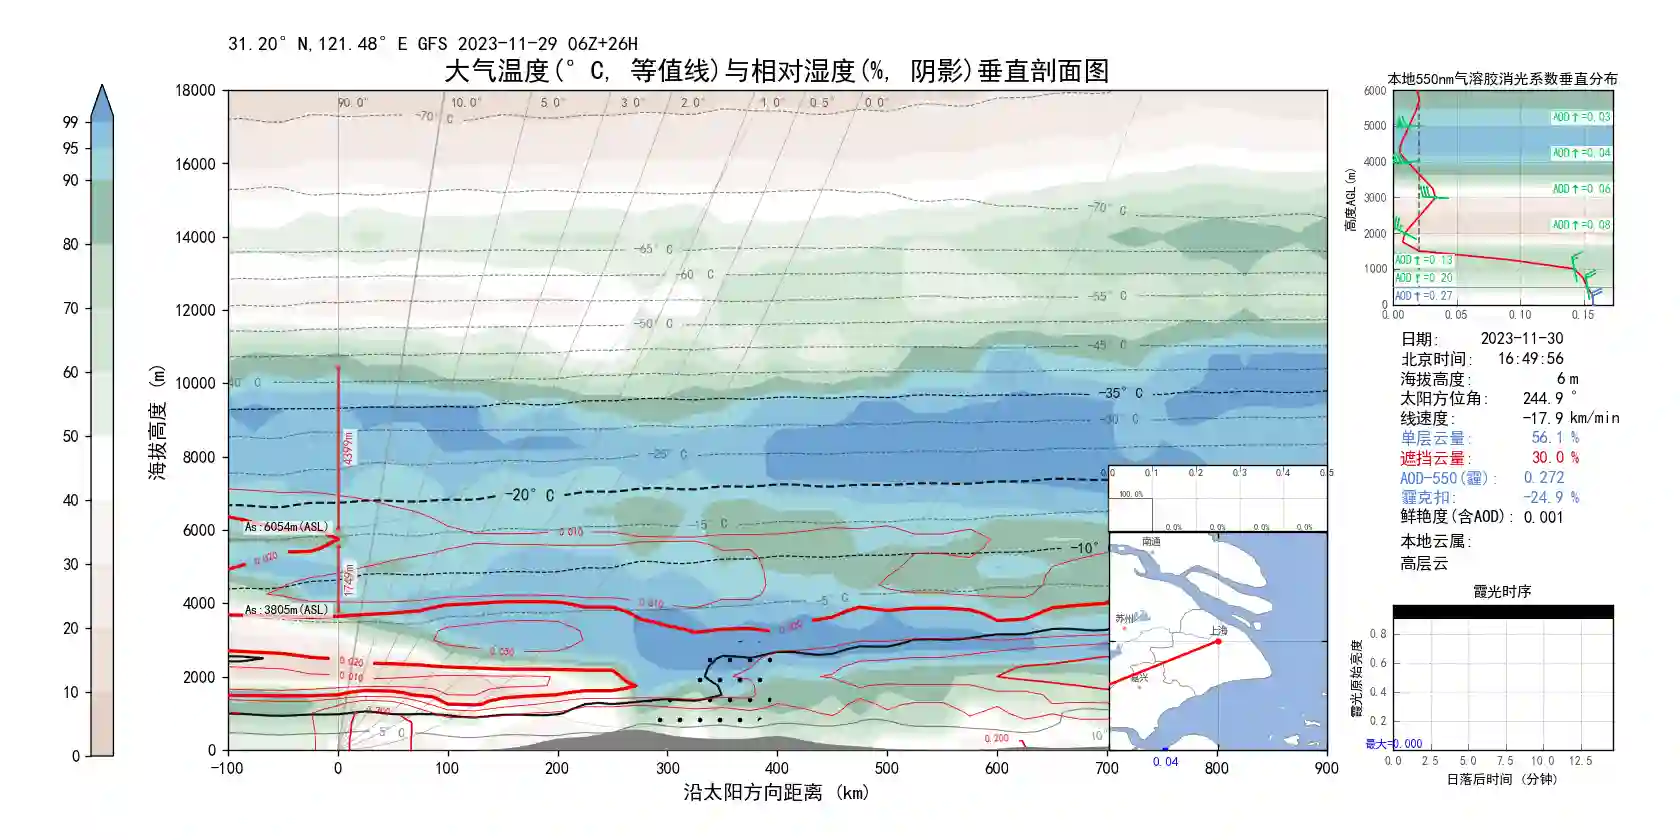 31.20° N,121.48° E GFS 2023-11-29 06Z+26H
大气温度(° C, 等值线)与相对湿度(%, 阴影)垂直剖面图
99
95
90
80
70
60
50
40
30
20
10
0
海拔高度 (m)
18000
16000
14000
12000
10000
8000
6000
4000
2000
0
90.0° 10.0° 5.0° 3.0° 2.0° 1.0° 0.5° 0.0°
-70° C
-70° C
-65° C
-60 C
-55° C
-50° C
-45° C
40 C
-35° C
-30° C
-25° C
-20° C
-15° C
-10°
-5° C
5° C
10°
4399m
1749m
As:6054m(ASL)
As:3805m(ASL)
0.010
0.020
0.010
0.020
0.010
0.200
-100 0 100 200 300 400 500 600 700 800 900
沿太阳方向距离 (km)
0.0 0.1 0.2 0.3 0.4 0.5
100.0%
0.0% 0.0% 0.0% 0.0%
南通
苏州
上海
嘉兴
0.04
本地550nm气溶胶消光系数垂直分布
高度AGL(m)
6000
5000
4000
3000
2000
1000
0
AOD↑=0.03
AOD↑=0.04
AOD↑=0.06
AOD↑=0.08
AOD↑=0.13
AOD↑=0.20
AOD↑=0.27
0.00 0.05 0.10 0.15
日期: 2023-11-30
北京时间: 16:49:56
海拔高度: 6 m
太阳方位角: 244.9 °
线速度: -17.9 km/min
单层云量: 56.1 %
遮挡云量: 30.0 %
AOD-550(霾): 0.272
霾克扣: -24.9 %
鲜艳度(含AOD): 0.001
本地云属:
高层云
霞光时序
霞光原始亮度
0.8
0.6
0.4
0.2
最大=0.000
0.0 2.5 5.0 7.5 10.0 12.5
日落后时间 (分钟)